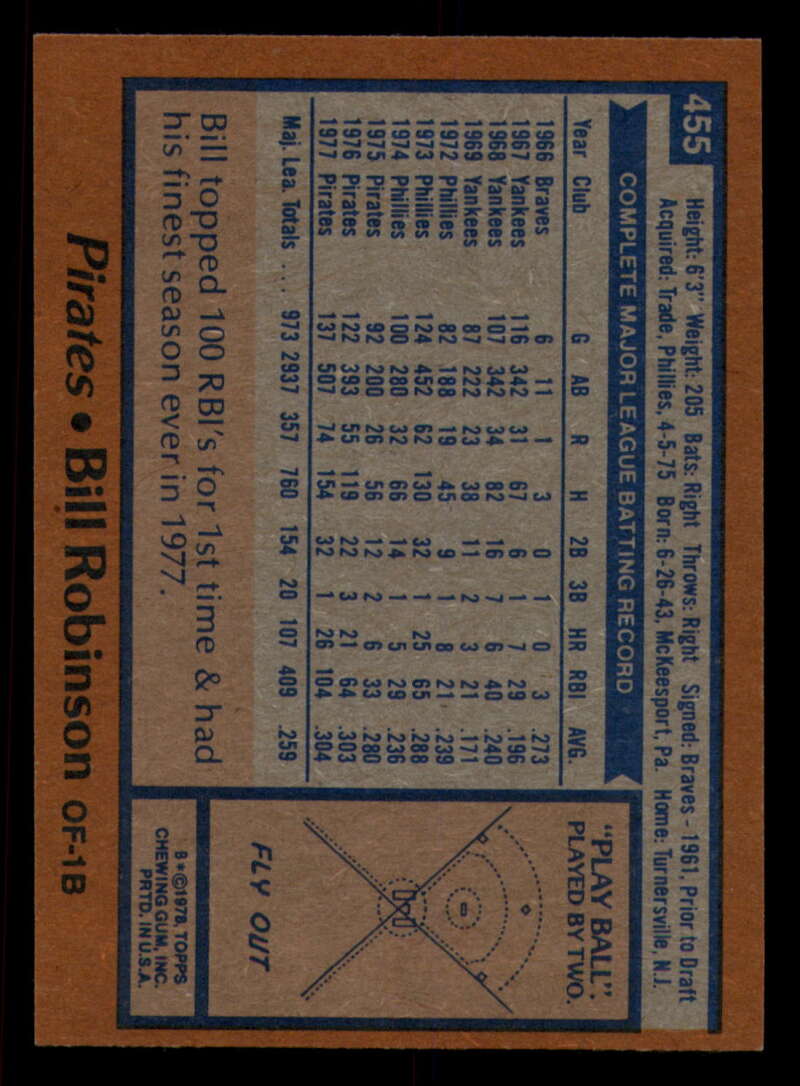 455
Height: 6'3" Weight: 205 Bats: Right Throws: Right Signed: Braves - 1961, Prior to Draft
Acquired: Trade, Phillies, 4-5-75 Born: 6-26-43, McKeesport, Pa. Home: Turnersville, N.J.
COMPLETE MAJOR LEAGUE BATTING RECORD
Year Club G AB R H 2B 3B HR RBI AVG.
1966 Braves 6 11 1 3 0 1 0 3 .273
1967 Yankees 116 342 31 67 6 1 7 29 .196
1968 Yankees 107 342 34 82 16 7 6 40 .240
1969 Yankees 87 222 23 38 11 2 3 21 .171
1972 Phillies 82 188 19 45 9 1 8 21 .239
1973 Phillies 124 452 62 130 32 1 25 65 .288
1974 Phillies 100 280 32 66 14 1 5 29 .236
1975 Pirates 92 200 26 56 12 2 6 33 .280
1976 Pirates 122 393 55 119 22 3 21 64 .303
1977 Pirates 137 507 74 154 32 1 26 104 .304
Maj. Lea. Totals .... 973 2937 357 760 154 20 107 409 .259
Bill topped 100 RBI's for 1st time & had
his finest season ever in 1977.
"PLAY BALL":
PLAYED BY TWO.
FLY OUT
B*©1978, TOPPS
CHEWING GUM, INC.
PRTD. IN U.S.A.
Pirates • Bill Robinson OF-1B